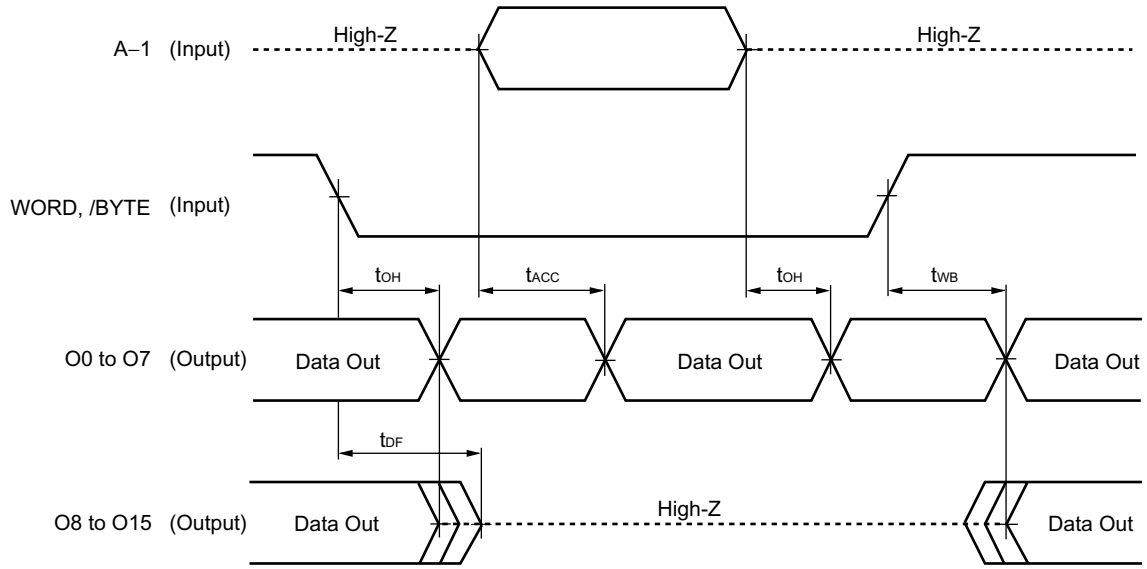 High-Z
High-Z
A−1 (Input)
WORD, /BYTE (Input)
tOH
tACC
tOH
tWB
O0 to O7 (Output)
Data Out
Data Out
Data Out
tDF
High-Z
O8 to O15 (Output)
Data Out
Data Out